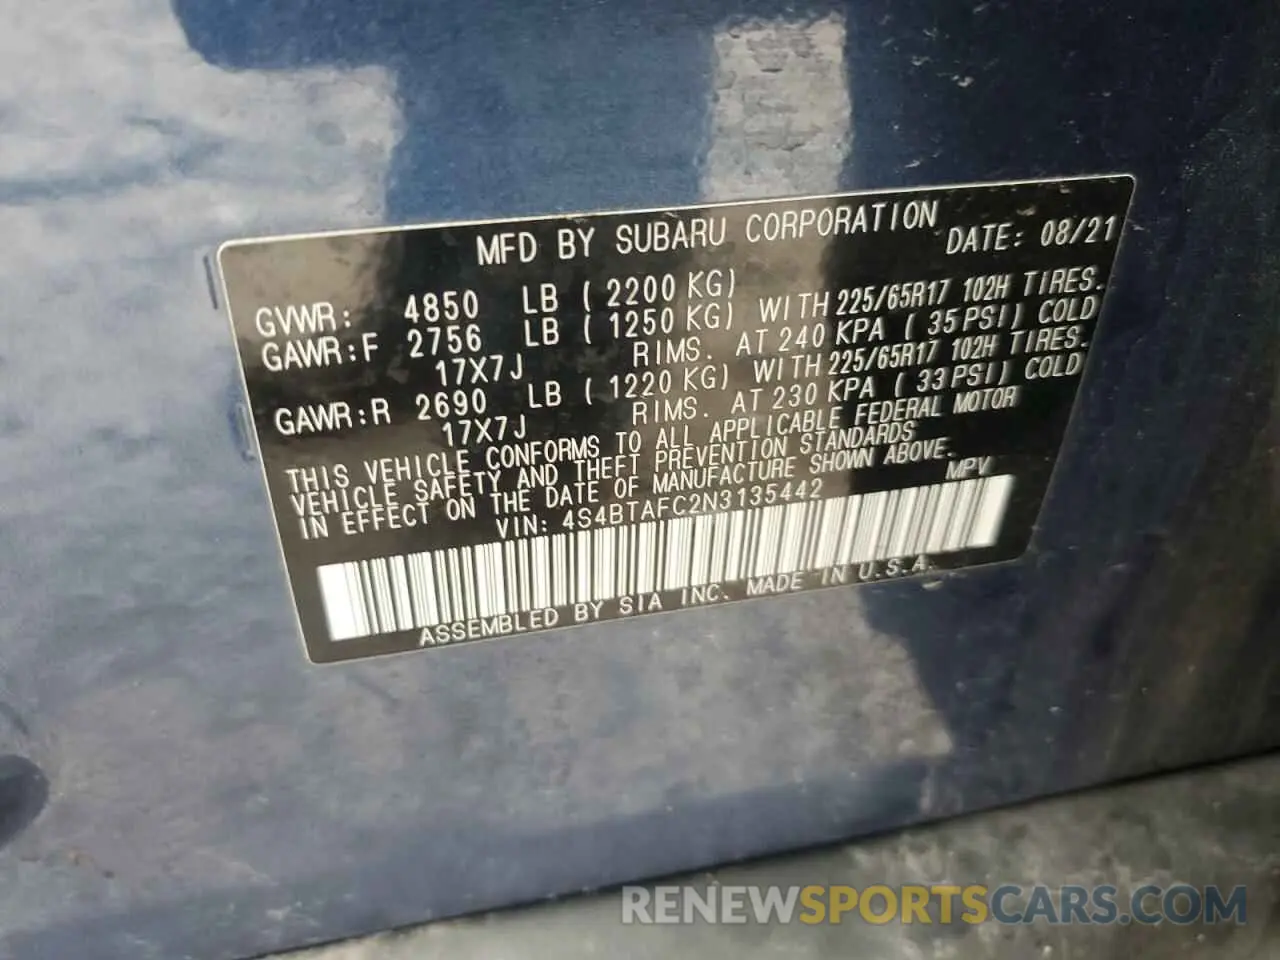 MFD BY SUBARU CORPORATION DATE: 08/21
GVWR: 4850 LB ( 2200 KG)
GAWR:F 2756 LB ( 1250 KG) WITH 225/65R17 102H TIRES.
17X7J RIMS. AT 240 KPA ( 35 PSI) COLD
GAWR:R 2690 LB ( 1220 KG) WITH 225/65R17 102H TIRES.
17X7J RIMS. AT 230 KPA ( 33 PSI) COLD
THIS VEHICLE CONFORMS TO ALL APPLICABLE FEDERAL MOTOR
VEHICLE SAFETY AND THEFT PREVENTION STANDARDS
IN EFFECT ON THE DATE OF MANUFACTURE SHOWN ABOVE.
VIN: 4S4BTAFC2N3135442 MPV
ASSEMBLED BY SIA INC. MADE IN U.S.A.
RENEWSPORTSCARS.COM